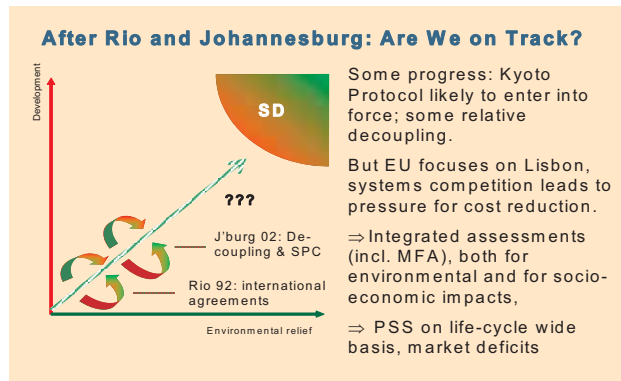 After Rio and Johannesburg: Are We on Track?
Development
SD
???
J'burg 02: De-
coupling & SPC
Rio 92: international
agreements
Environmental relief
Some progress: Kyoto
Protocol likely to enter into
force; some relative
decoupling.
But EU focuses on Lisbon,
systems competition leads to
pressure for cost reduction.
⇒Integrated assessments
(incl. MFA), both for
environmental and for socio-
economic impacts,
⇒ PSS on life-cycle wide
basis, market deficits